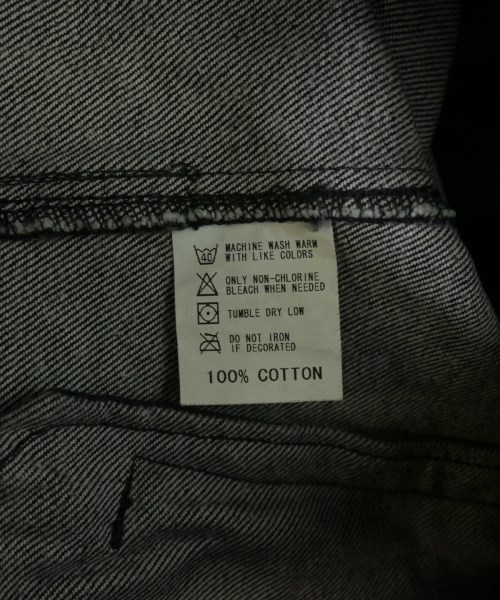 40
MACHINE WASH WARM
WITH LIKE COLORS
ONLY NON-CHLORINE
BLEACH WHEN NEEDED
TUMBLE DRY LOW
DO NOT IRON
IF DECORATED
100% COTTON